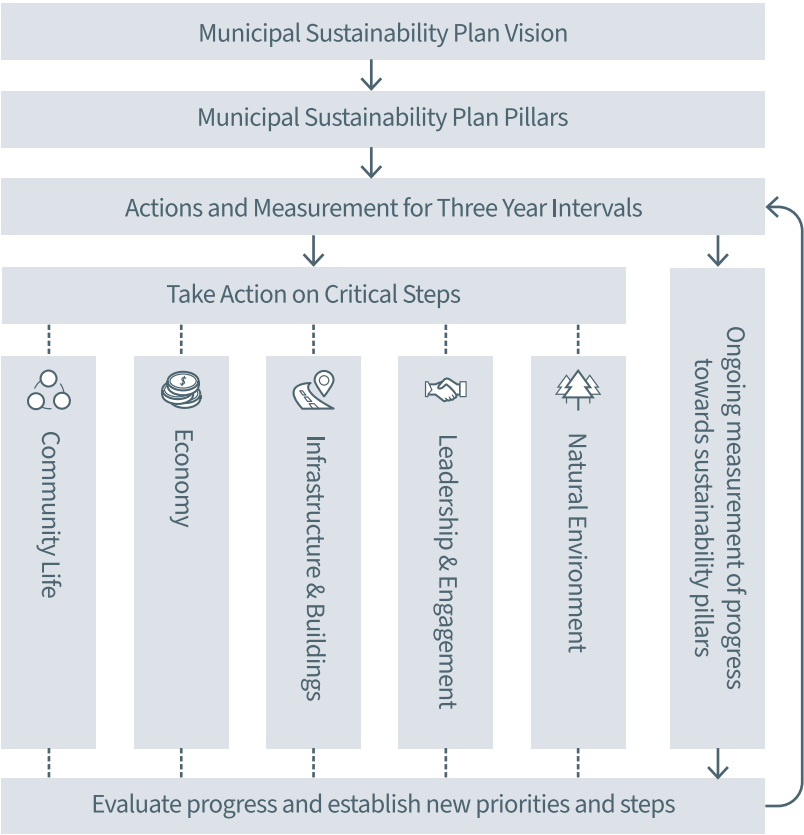 Municipal Sustainability Plan Vision
Municipal Sustainability Plan Pillars
Actions and Measurement for Three Year Intervals
Take Action on Critical Steps
Community Life
$
Economy
Infrastructure & Buildings
Leadership & Engagement
Natural Environment
Ongoing measurement of progress
towards sustainability pillars
Evaluate progress and establish new priorities and steps